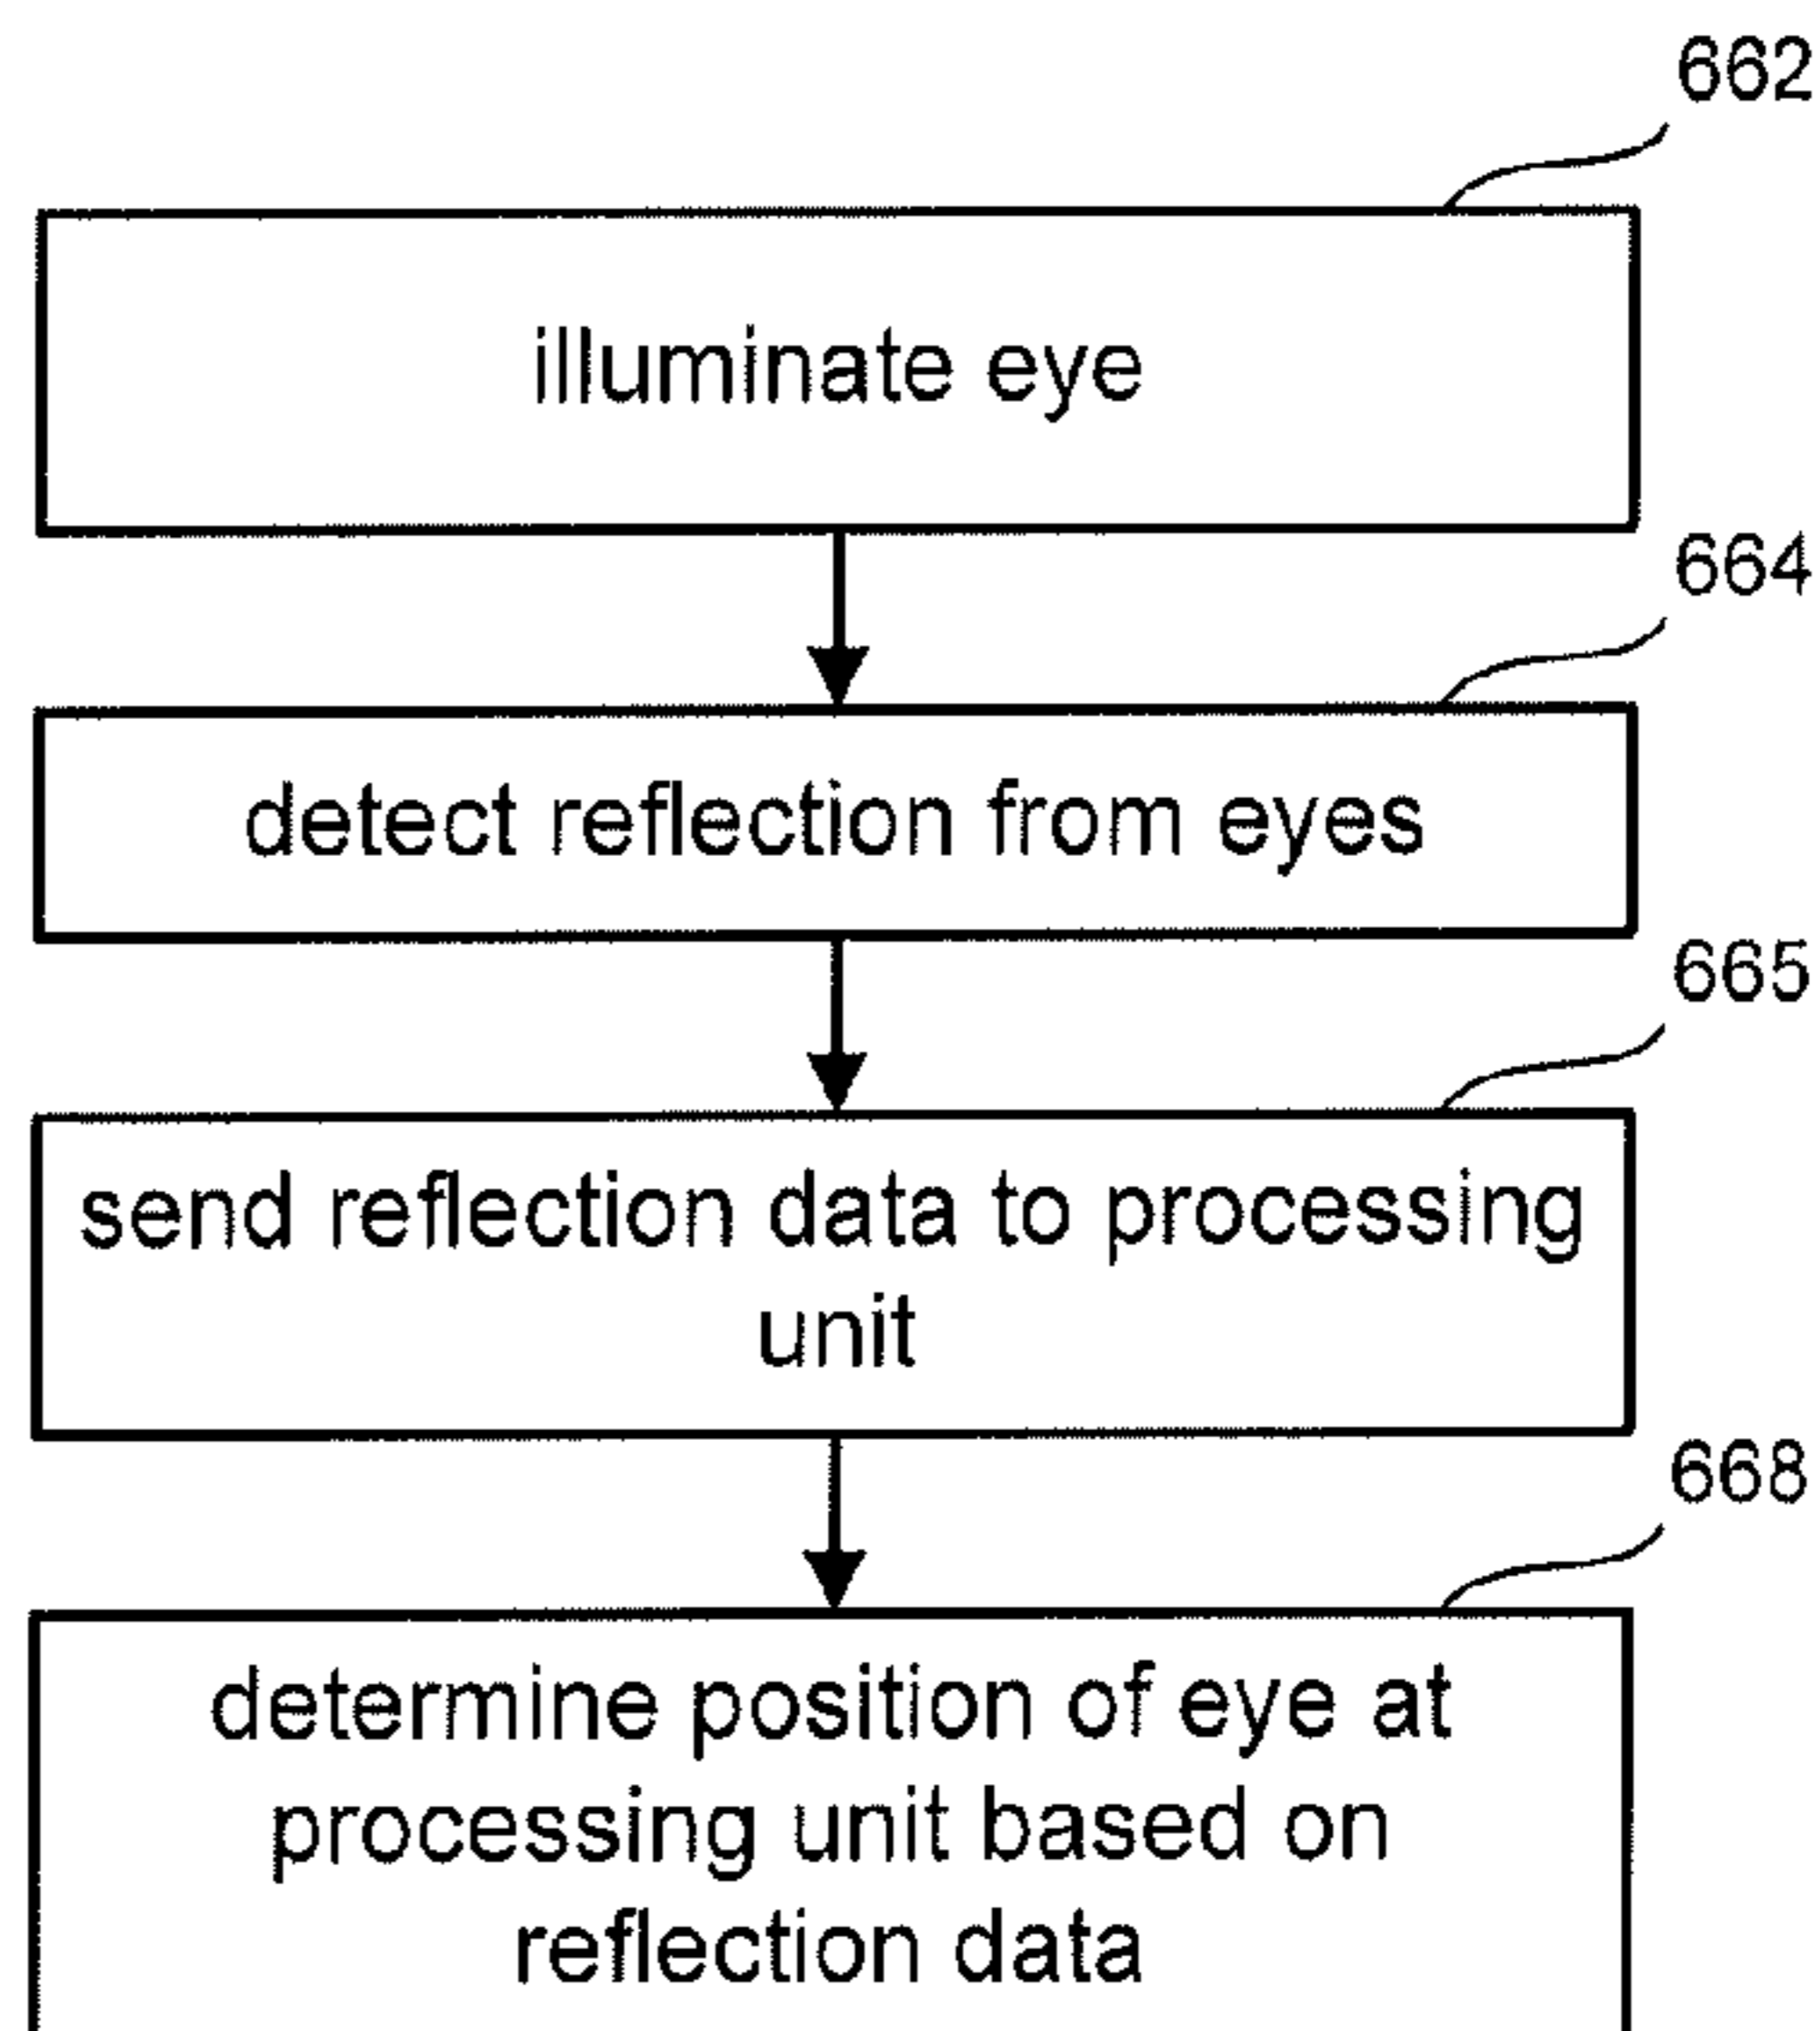 662
illuminate eye
664
detect reflection from eyes
665
send reflection data to processing
unit
668
determine position of eye at
processing unit based on
reflection data